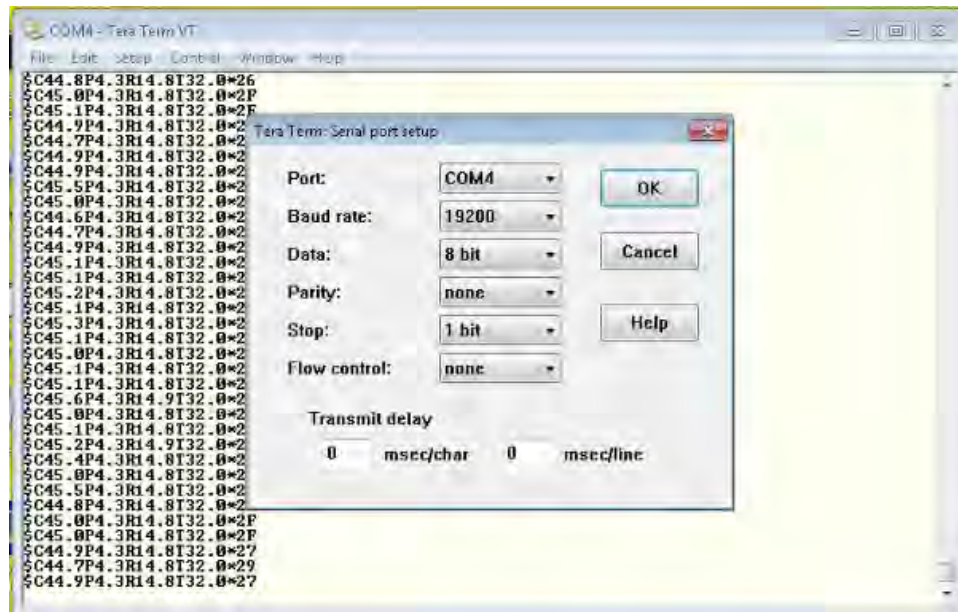 COM4 - Tera Term VT
File Edit Setup Control Window Help
$C44.8P4.3R14.8T32.0*26
$C45.0P4.3R14.8T32.0*2F
$C45.1P4.3R14.8T32.0*2E
$C44.9P4.3R14.8T32.0*2
$C44.7P4.3R14.8T32.0*2
$C44.9P4.3R14.8T32.0*2
$C44.9P4.3R14.8T32.0*2
$C45.5P4.3R14.8T32.0*2
$C45.0P4.3R14.8T32.0*2
$C44.6P4.3R14.8T32.0*2
$C44.7P4.3R14.8T32.0*2
$C44.9P4.3R14.8T32.0*2
$C45.1P4.3R14.8T32.0*2
$C45.1P4.3R14.8T32.0*2
$C45.2P4.3R14.8T32.0*2
$C45.1P4.3R14.8T32.0*2
$C45.3P4.3R14.8T32.0*2
$C45.1P4.3R14.8T32.0*2
$C45.0P4.3R14.8T32.0*2
$C45.1P4.3R14.8T32.0*2
$C45.1P4.3R14.8T32.0*2
$C45.6P4.3R14.9T32.0*2
$C45.0P4.3R14.8T32.0*2
$C45.1P4.3R14.8T32.0*2
$C45.2P4.3R14.9T32.0*2
$C45.4P4.3R14.8T32.0*2
$C45.0P4.3R14.8T32.0*2
$C45.5P4.3R14.8T32.0*2
$C44.8P4.3R14.8T32.0*2
$C45.0P4.3R14.8T32.0*2F
$C45.0P4.3R14.8T32.0*2F
$C44.9P4.3R14.8T32.0*27
$C44.7P4.3R14.8T32.0*29
$C44.9P4.3R14.8T32.0*27
Tera Term: Serial port setup
Port: COM4
OK
Baud rate: 19200
Data: 8 bit
Cancel
Parity: none
Stop: 1 bit
Help
Flow control: none
Transmit delay
0 msec/char 0 msec/line